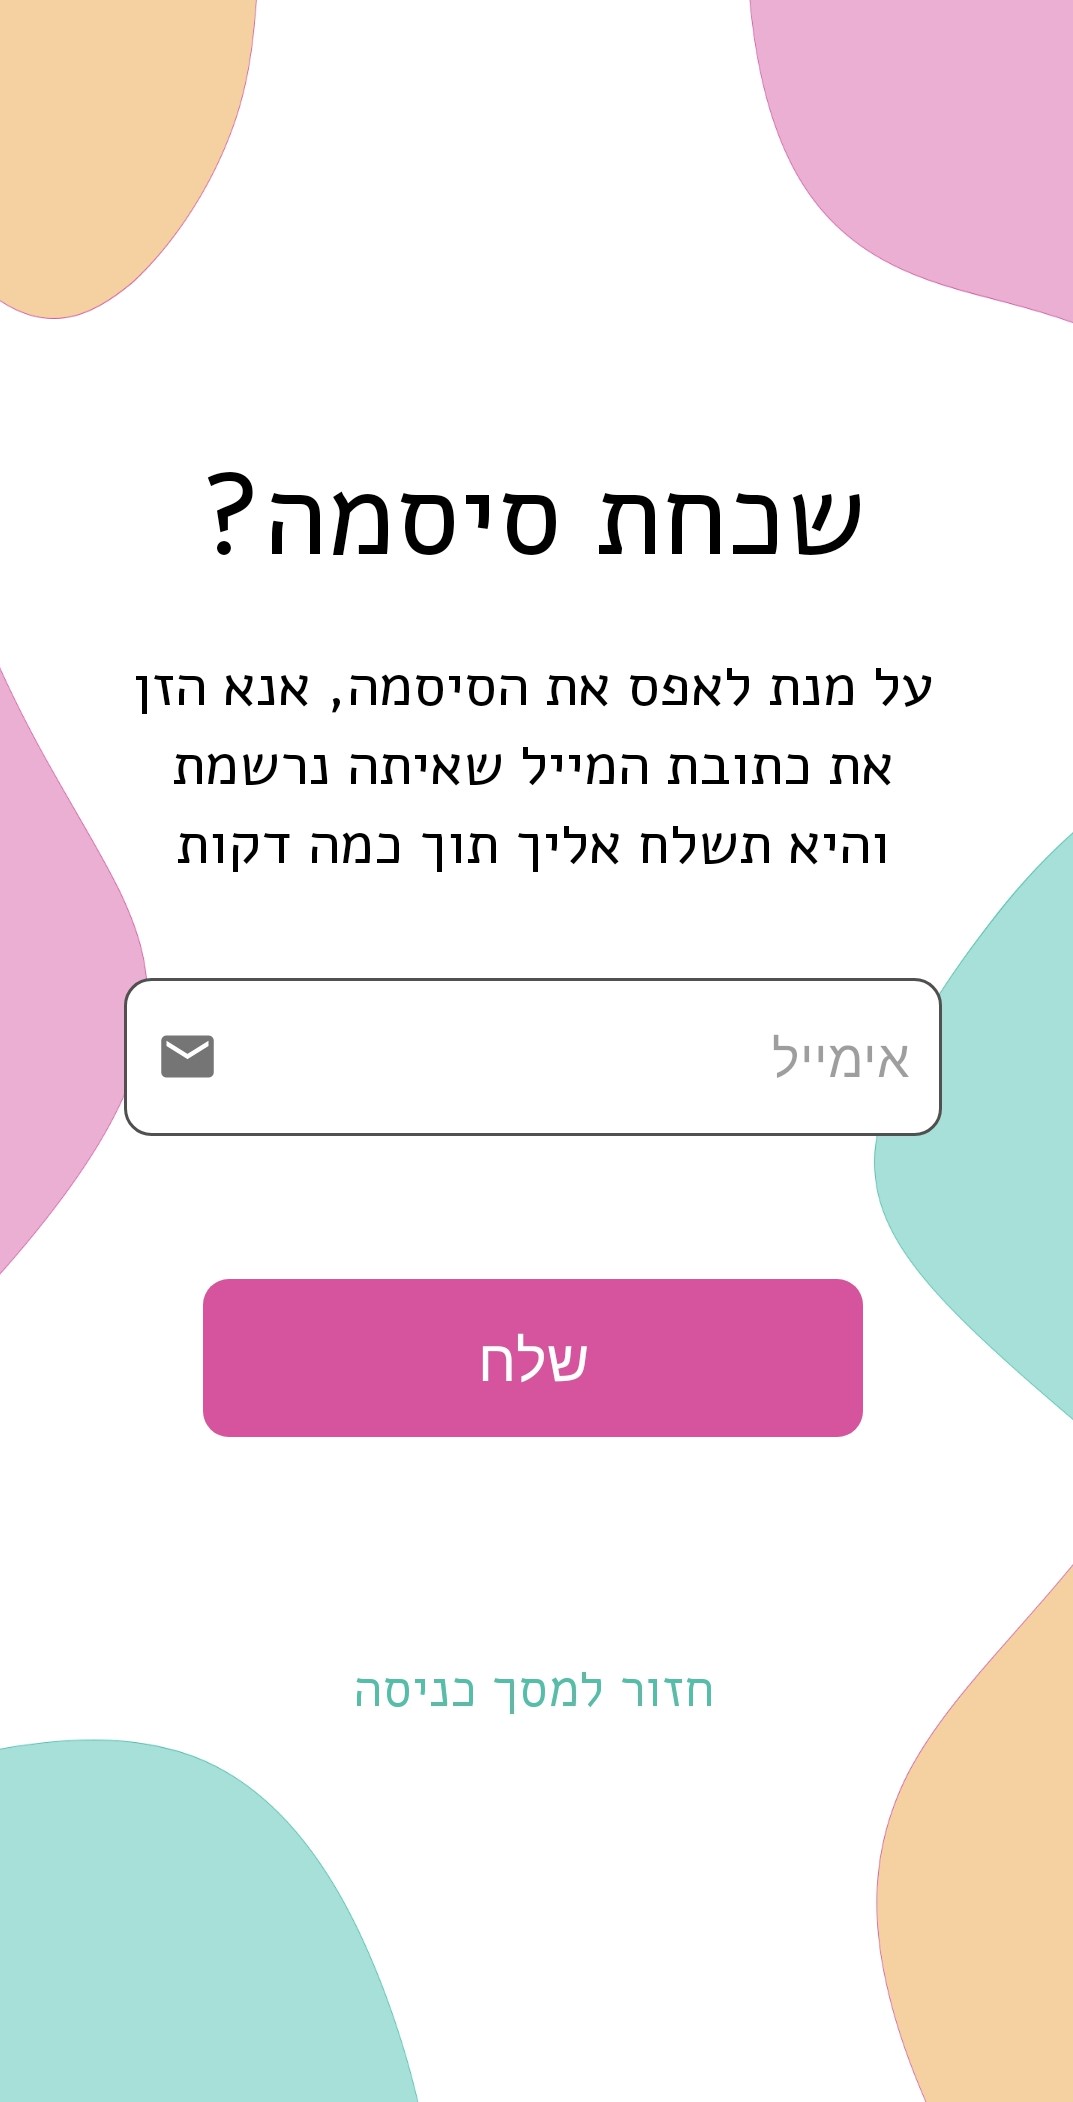 שכחת סיסמה?
על מנת לאפס את הסיסמה, אנא הזן
את כתובת המייל שאיתה נרשמת
והיא תשלח אליך תוך כמה דקות
אימייל
שלח
חזור למסך כניסה